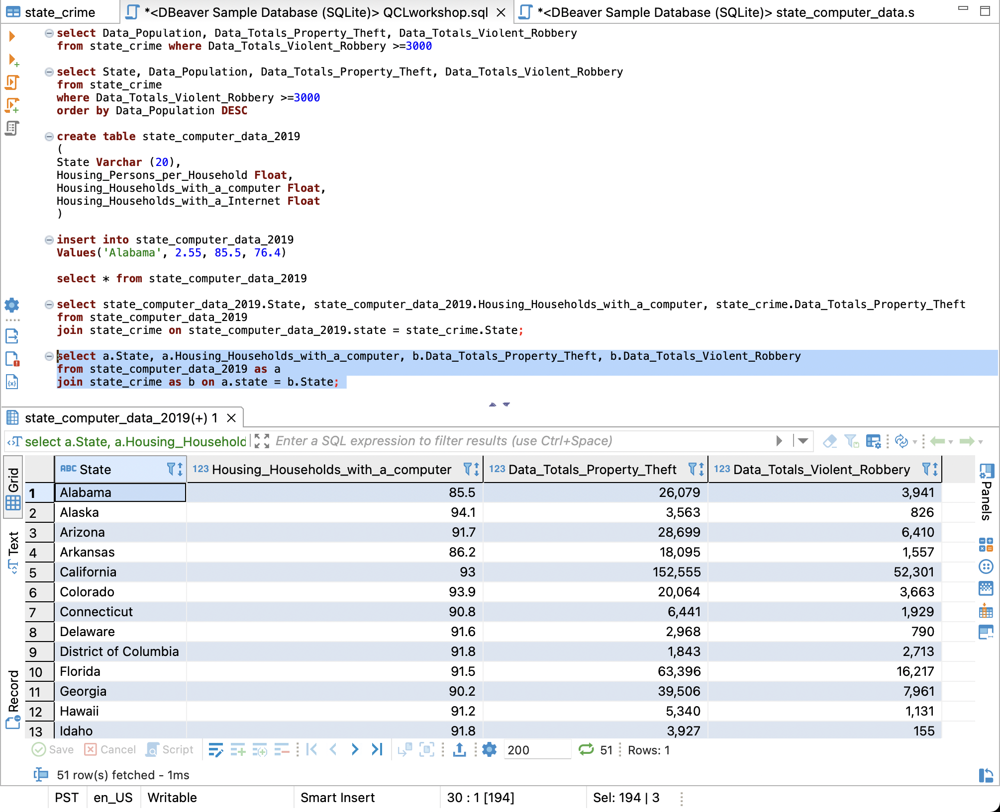 state_crime
*<DBeaver Sample Database (SQLite)> QCLworkshop.sql
*<DBeaver Sample Database (SQLite)> state_computer_data.s
select Data_Population, Data_Totals_Property_Theft, Data_Totals_Violent_Robbery
from state_crime where Data_Totals_Violent_Robbery >=3000
select State, Data_Population, Data_Totals_Property_Theft, Data_Totals_Violent_Robbery
from state_crime
where Data_Totals_Violent_Robbery >=3000
order by Data_Population DESC
create table state_computer_data_2019
(
State Varchar (20),
Housing_Persons_per_Household Float,
Housing_Households_with_a_computer Float,
Housing_Households_with_a_Internet Float
)
insert into state_computer_data_2019
Values('Alabama', 2.55, 85.5, 76.4)
select * from state_computer_data_2019
select state_computer_data_2019.State, state_computer_data_2019.Housing_Households_with_a_computer, state_crime.Data_Totals_Property_Theft
from state_computer_data_2019
join state_crime on state_computer_data_2019.state = state_crime.State;
select a.State, a.Housing_Households_with_a_computer, b.Data_Totals_Property_Theft, b.Data_Totals_Violent_Robbery
from state_computer_data_2019 as a
join state_crime as b on a.state = b.State;
state_computer_data_2019(+) 1
select a.State, a.Housing_Household
Enter a SQL expression to filter results (use Ctrl+Space)
Grid
Text
Record
Panels
ABC State 123 Housing_Households_with_a_computer 123 Data_Totals_Property_Theft 123 Data_Totals_Violent_Robbery
1 Alabama 85.5 26,079 3,941
2 Alaska 94.1 3,563 826
3 Arizona 91.7 28,699 6,410
4 Arkansas 86.2 18,095 1,557
5 California 93 152,555 52,301
6 Colorado 93.9 20,064 3,663
7 Connecticut 90.8 6,441 1,929
8 Delaware 91.6 2,968 790
9 District of Columbia 91.8 1,843 2,713
10 Florida 91.5 63,396 16,217
11 Georgia 90.2 39,506 7,961
12 Hawaii 91.2 5,340 1,131
13 Idaho 91.8 3,927 155
Save Cancel Script 200 51 Rows: 1
51 row(s) fetched - 1ms
PST en_US Writable Smart Insert 30 : 1 [194] Sel: 194 | 3